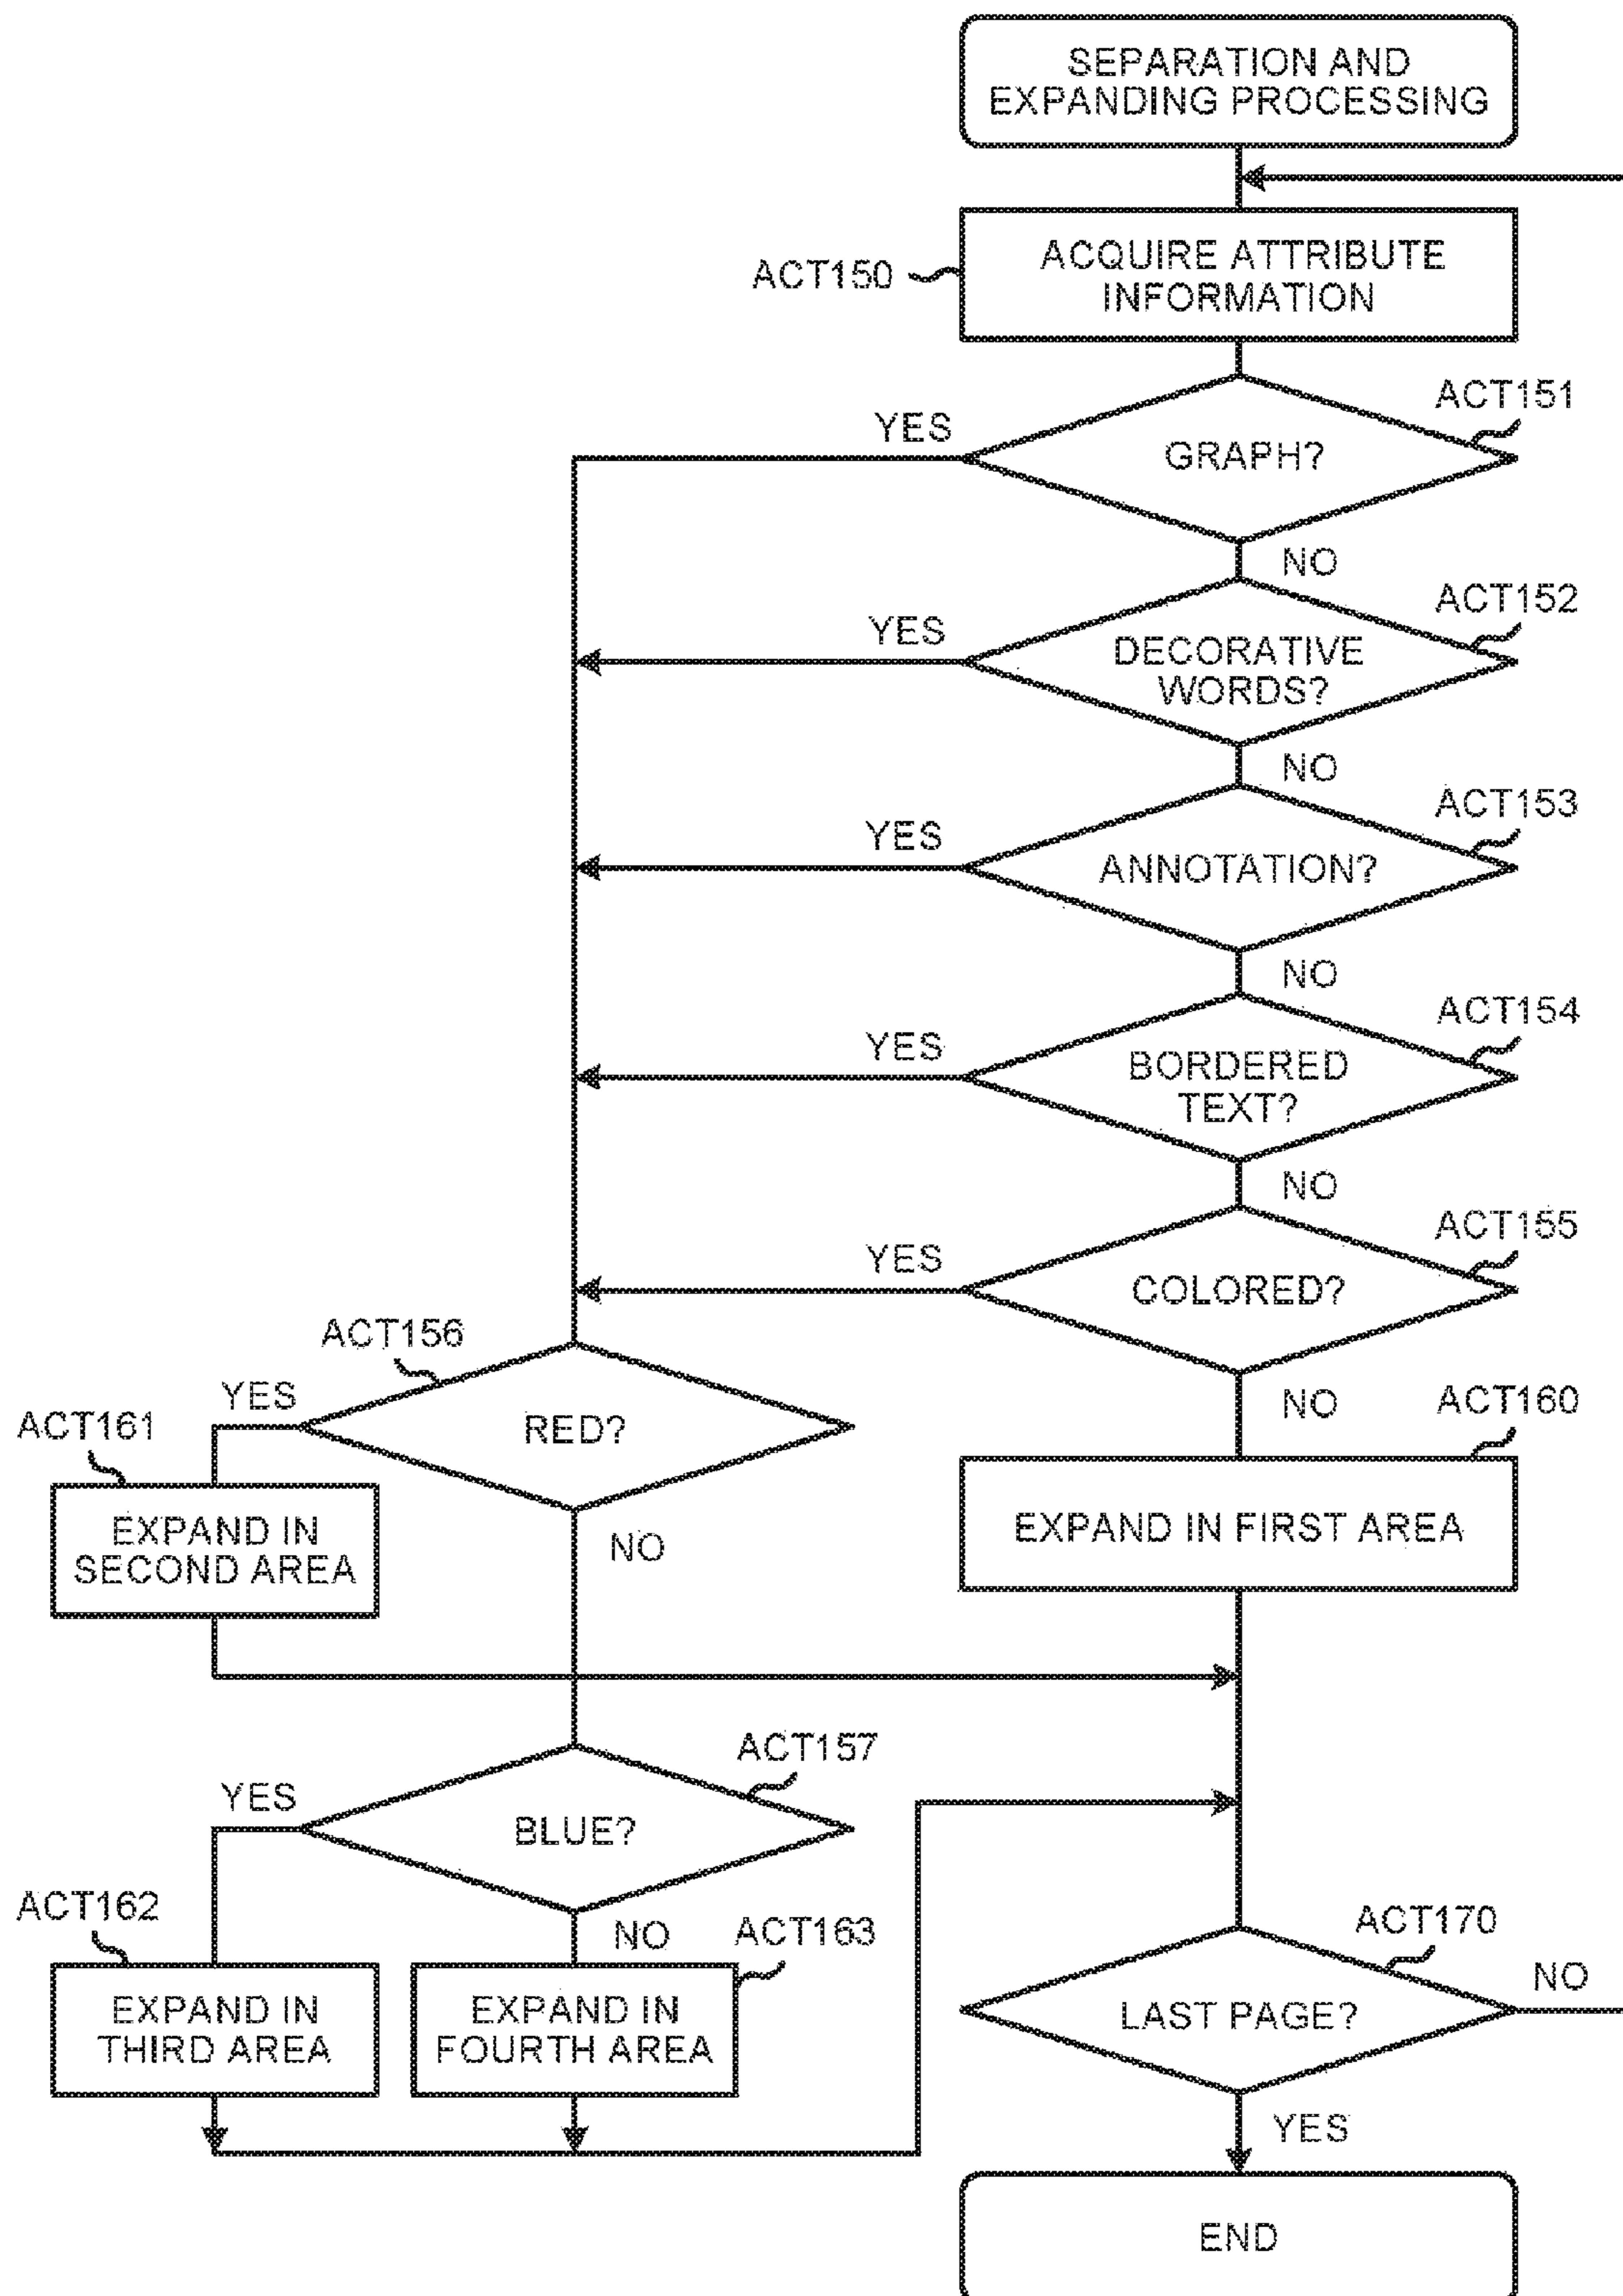 SEPARATION AND
EXPANDING PROCESSING
ACT150
ACQUIRE ATTRIBUTE
INFORMATION
ACT151
YES
GRAPH?
NO
ACT152
YES
DECORATIVE
WORDS?
NO
ACT153
YES
ANNOTATION?
NO
ACT154
YES
BORDERED
TEXT?
NO
ACT155
YES
COLORED?
NO
ACT156
YES
RED?
NO
ACT160
EXPAND IN FIRST AREA
ACT161
EXPAND IN
SECOND AREA
ACT157
YES
BLUE?
NO
ACT162
EXPAND IN
THIRD AREA
ACT163
EXPAND IN
FOURTH AREA
ACT170
NO
LAST PAGE?
YES
END